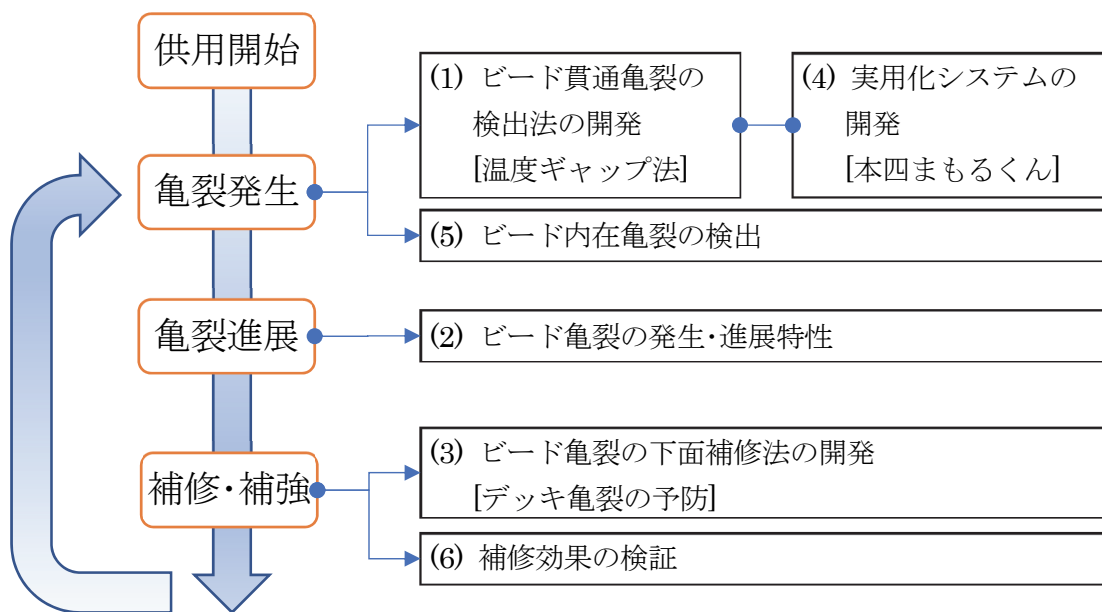 供用開始
(1) ビード貫通亀裂の
検出法の開発
[温度ギャップ法]
(4) 実用化システムの
開発
[本四まもるくん]
亀裂発生
(5) ビード内在亀裂の検出
亀裂進展
(2) ビード亀裂の発生･進展特性
補修･補強
(3) ビード亀裂の下面補修法の開発
[デッキ亀裂の予防]
(6) 補修効果の検証